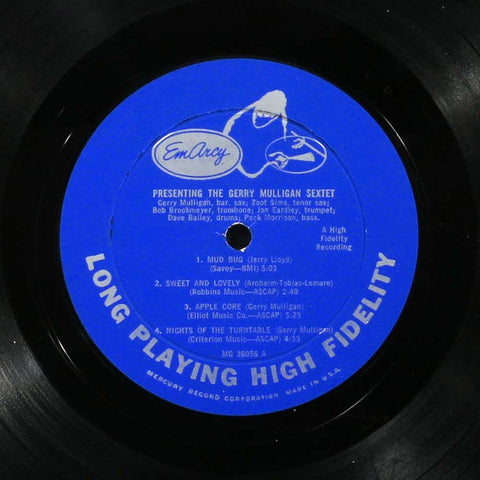 EmArcy
PRESENTING THE GERRY MULLIGAN SEXTET
Gerry Mulligan, bar. sax; Zoot Sims, tenor sax;
Bob Brookmeyer, trombone; Jon Eardley, trumpet;
Dave Bailey, drums; Peck Morrison, bass.
A High
Fidelity
Recording
1. MUD BUG (Jerry Lloyd)
(Savoy—BMI) 5:03
2. SWEET AND LOVELY (Arnheim-Tobias-Lemare)
(Robbins Music—ASCAP) 2:40
3. APPLE CORE (Gerry Mulligan)
(Elliot Music Co.—ASCAP) 5:23
4. NIGHTS OF THE TURNTABLE (Gerry Mulligan)
(Criterion Music—ASCAP) 4:33
MG 36056 A
LONG PLAYING HIGH FIDELITY
MERCURY RECORD CORPORATION MADE IN U.S.A.